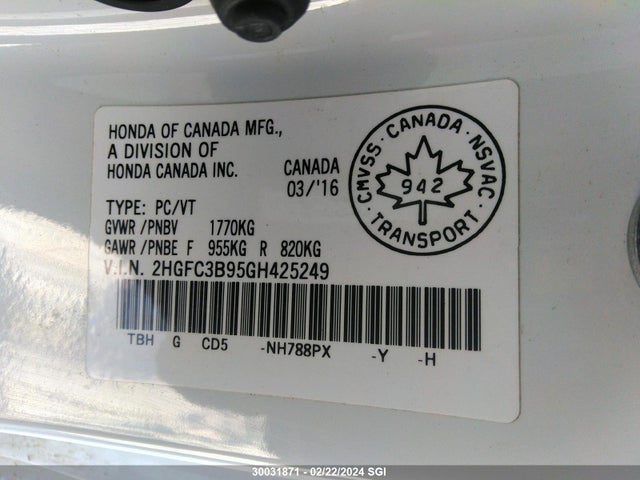 HONDA OF CANADA MFG.,
A DIVISION OF
HONDA CANADA INC.
CANADA
03/'16
CMVSS · CANADA · NSVAC
942
TRANSPORT
TYPE: PC/VT
GVWR/PNBV 1770KG
GAWR/PNBE F 955KG R 820KG
V.I.N. 2HGFC3B95GH425249
TBH G CD5 -NH788PX -Y -H
30031871 - 02/22/2024 SGI